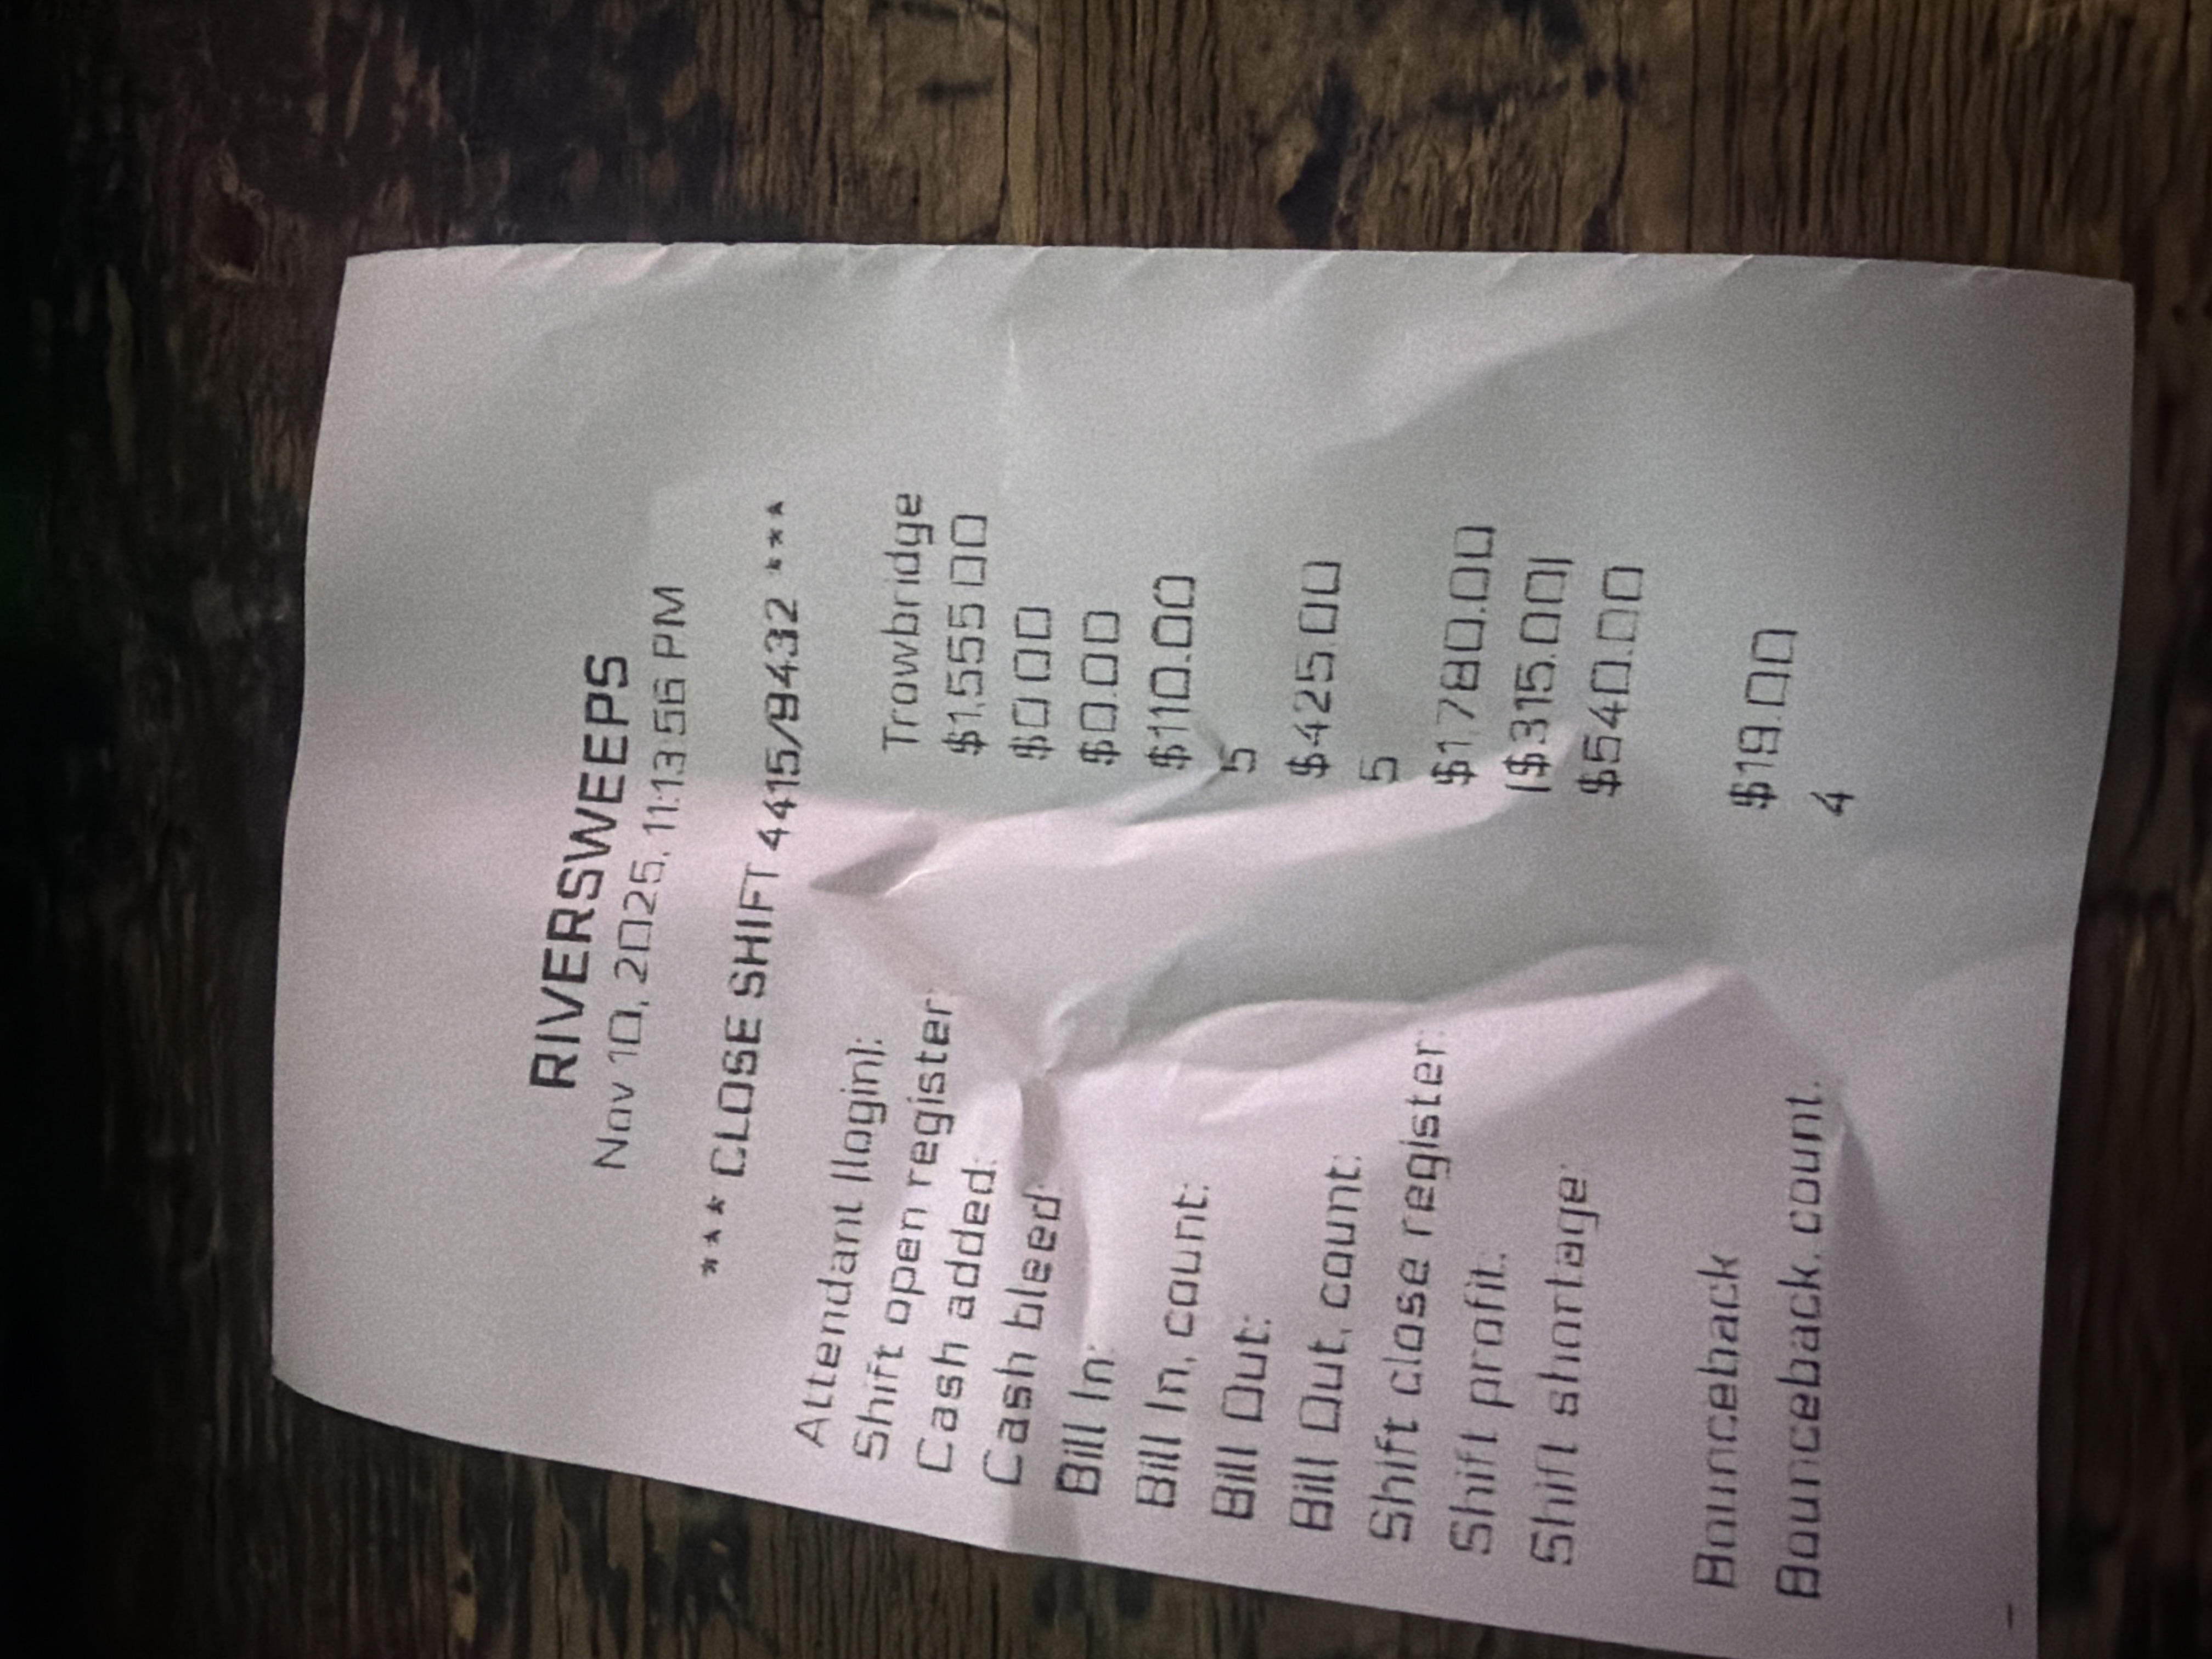 RIVERSWEEPS
Nov 10, 2025, 11:13:56 PM
*** CLOSE SHIFT 4415/9432 ***
Attendant (login): Trowbridge
Shift open register: $1,555.00
Cash added: $0.00
Cash bleed: $0.00
Bill In: $110.00
Bill In, count: 5
Bill Out: $425.00
Bill Out, count: 5
Shift close register: $1,780.00
Shift profit: ($315.00)
Shift shortage: $540.00
Bounceback $19.00
Bounceback, count: 4